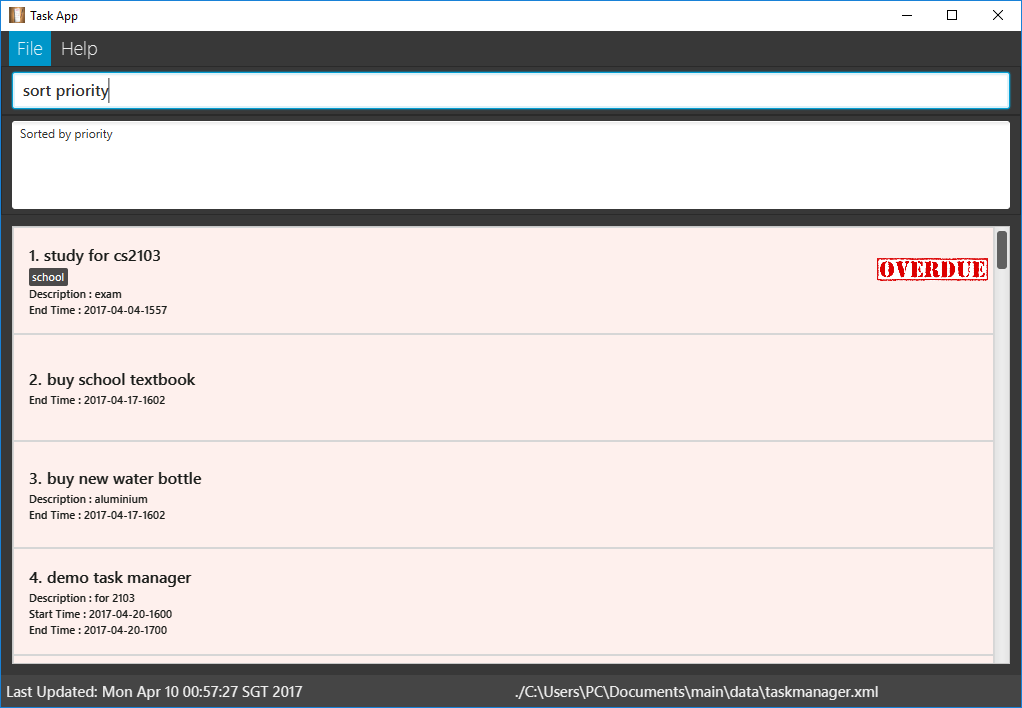 Task App
File Help
sort priority
Sorted by priority
1. study for cs2103
OVERDUE
school
Description : exam
End Time : 2017-04-04-1557
2. buy school textbook
End Time : 2017-04-17-1602
3. buy new water bottle
Description : aluminium
End Time : 2017-04-17-1602
4. demo task manager
Description : for 2103
Start Time : 2017-04-20-1600
End Time : 2017-04-20-1700
Last Updated: Mon Apr 10 00:57:27 SGT 2017
./C:\Users\PC\Documents\main\data\taskmanager.xml